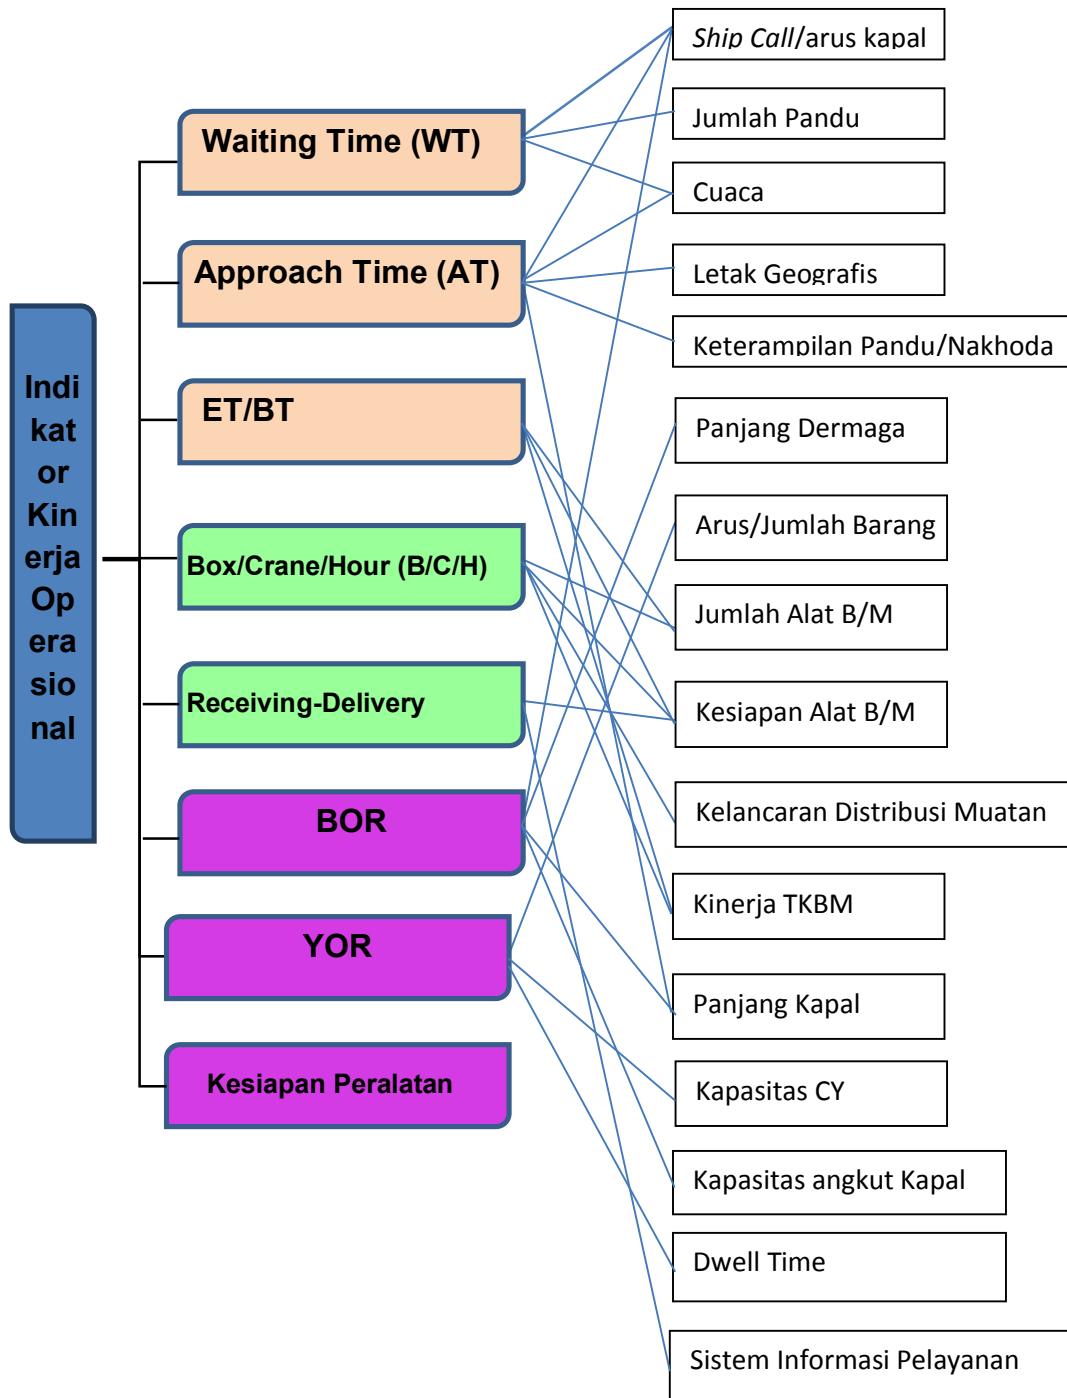 Indi
kat
or
Kin
erja
Op
era
sio
nal
Waiting Time (WT)
Approach Time (AT)
ET/BT
Box/Crane/Hour (B/C/H)
Receiving-Delivery
BOR
YOR
Kesiapan Peralatan
Ship Call/arus kapal
Jumlah Pandu
Cuaca
Letak Geografis
Keterampilan Pandu/Nakhoda
Panjang Dermaga
Arus/Jumlah Barang
Jumlah Alat B/M
Kesiapan Alat B/M
Kelancaran Distribusi Muatan
Kinerja TKBM
Panjang Kapal
Kapasitas CY
Kapasitas angkut Kapal
Dwell Time
Sistem Informasi Pelayanan